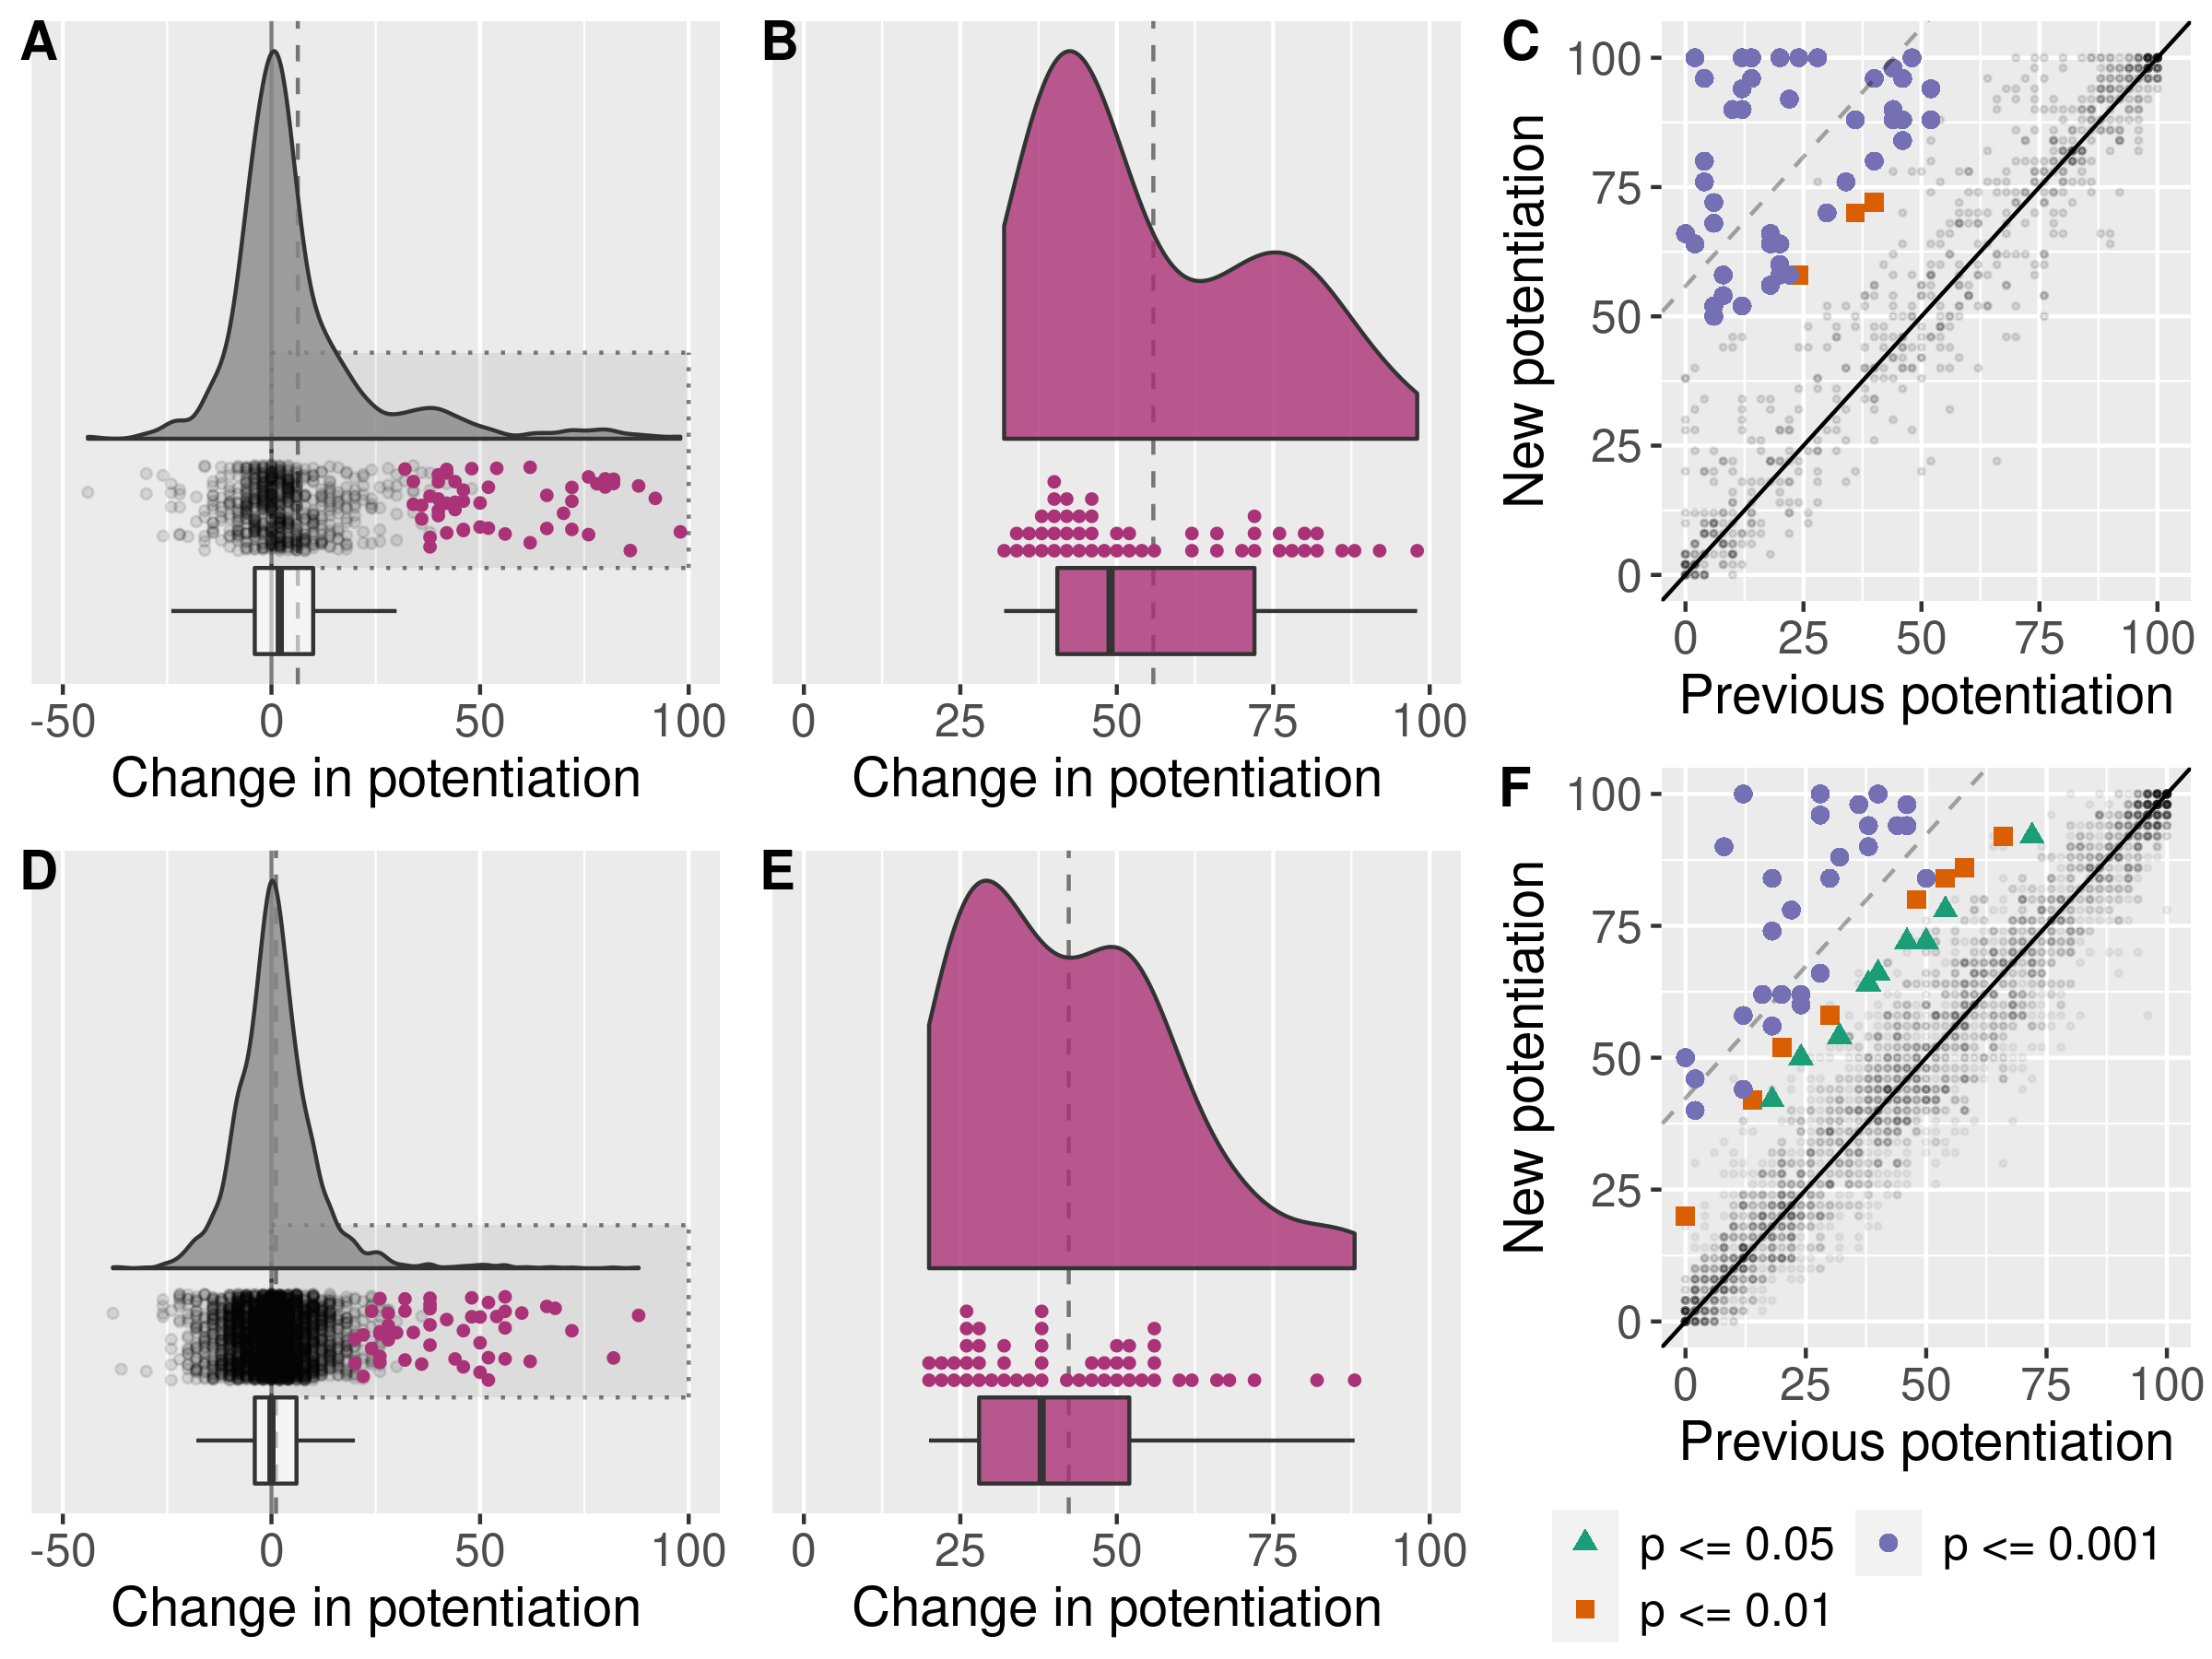 A
-50 0 50 100
Change in potentiation
B
0 25 50 75 100
Change in potentiation
C
New potentiation
100
75
50
25
0
0 25 50 75 100
Previous potentiation
D
-50 0 50 100
Change in potentiation
E
0 25 50 75 100
Change in potentiation
F
New potentiation
100
75
50
25
0
0 25 50 75 100
Previous potentiation
p <= 0.05
p <= 0.001
p <= 0.01